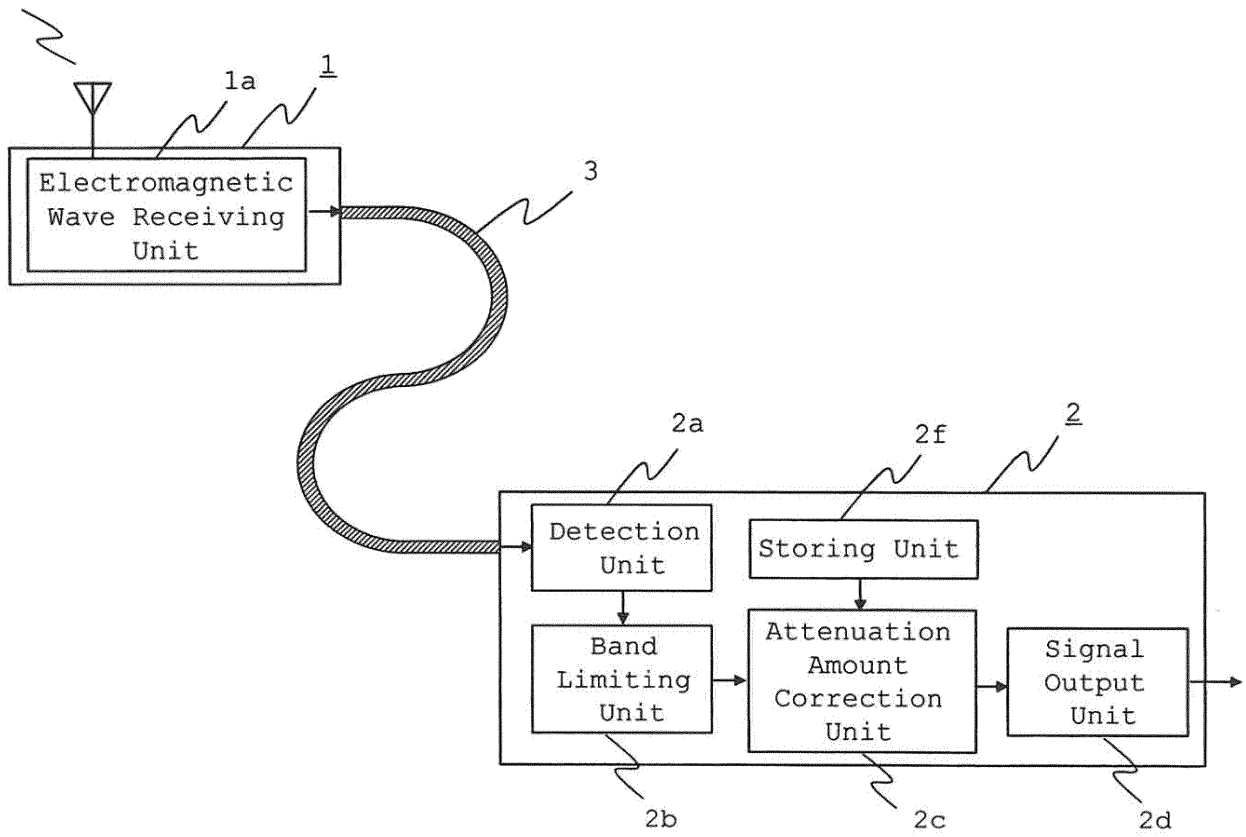 1
1a
Electromagnetic
Wave Receiving
Unit
3
2a
2f
2
Detection
Unit
Storing Unit
Band
Limiting
Unit
Attenuation
Amount
Correction
Unit
Signal
Output
Unit
2b
2c
2d